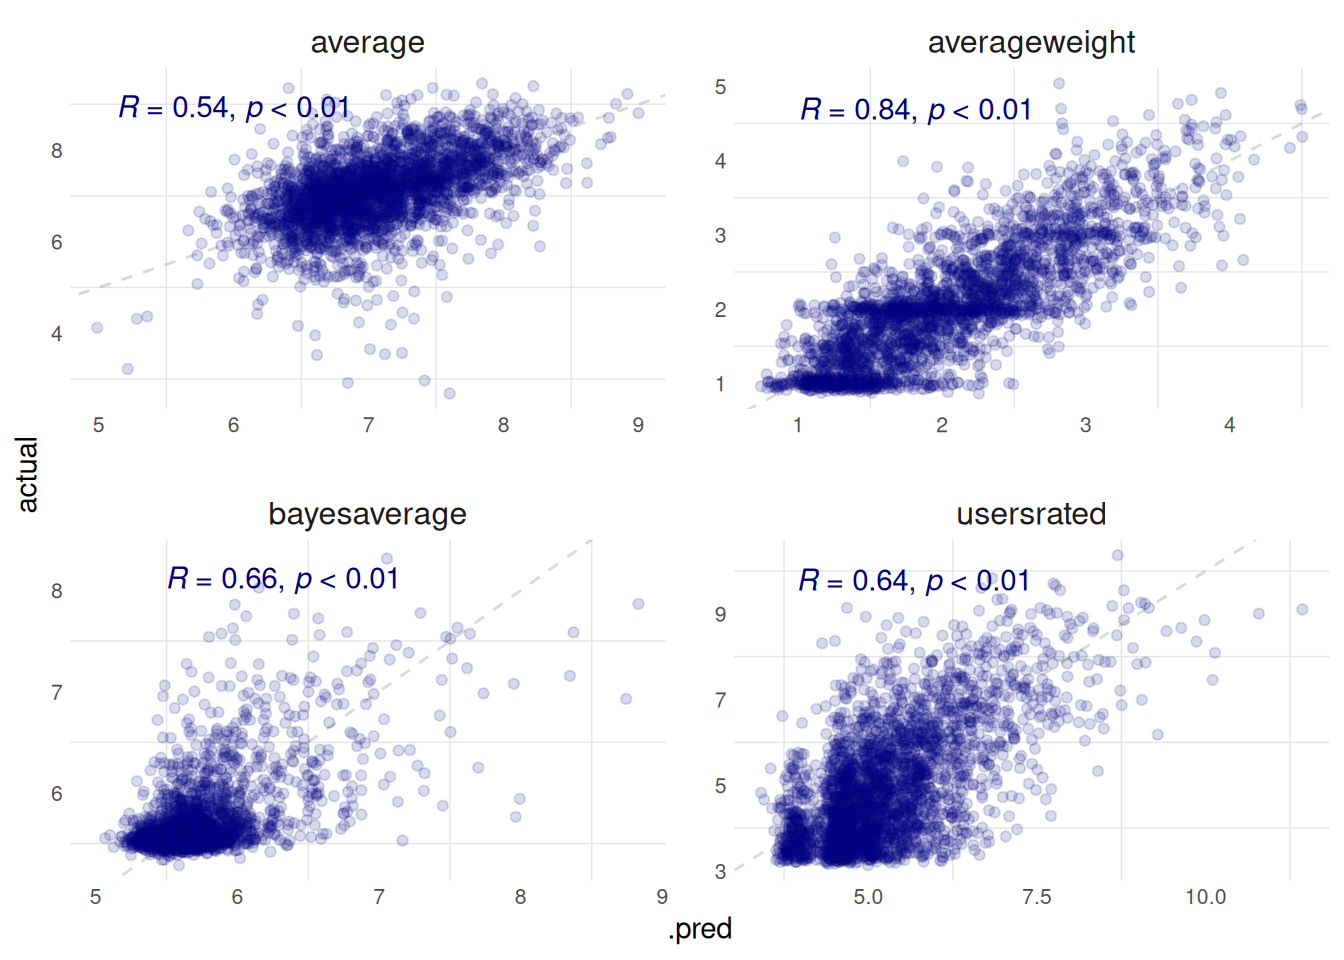 average
R = 0.54, p < 0.01
8
6
4
5 6 7 8 9
averageweight
R = 0.84, p < 0.01
5
4
3
2
1
1 2 3 4
actual
bayesaverage
R = 0.66, p < 0.01
8
7
6
5 6 7 8 9
usersrated
R = 0.64, p < 0.01
9
7
5
3
5.0 7.5 10.0
.pred